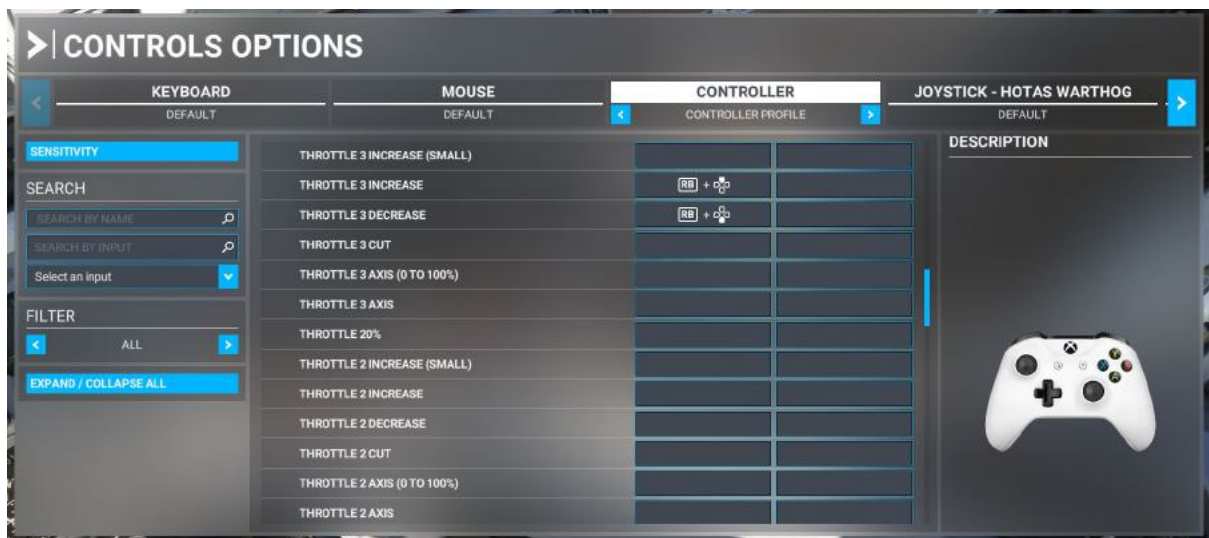 CONTROLS OPTIONS
KEYBOARD
DEFAULT
MOUSE
DEFAULT
CONTROLLER
CONTROLLER PROFILE
JOYSTICK - HOTAS WARTHOG
DEFAULT
SENSITIVITY
SEARCH
SEARCH BY NAME
SEARCH BY INPUT
Select an input
FILTER
ALL
EXPAND / COLLAPSE ALL
THROTTLE 3 INCREASE (SMALL)
THROTTLE 3 INCREASE RB +
THROTTLE 3 DECREASE RB +
THROTTLE 3 CUT
THROTTLE 3 AXIS (0 TO 100%)
THROTTLE 3 AXIS
THROTTLE 20%
THROTTLE 2 INCREASE (SMALL)
THROTTLE 2 INCREASE
THROTTLE 2 DECREASE
THROTTLE 2 CUT
THROTTLE 2 AXIS (0 TO 100%)
THROTTLE 2 AXIS
DESCRIPTION
Y
X
B
A